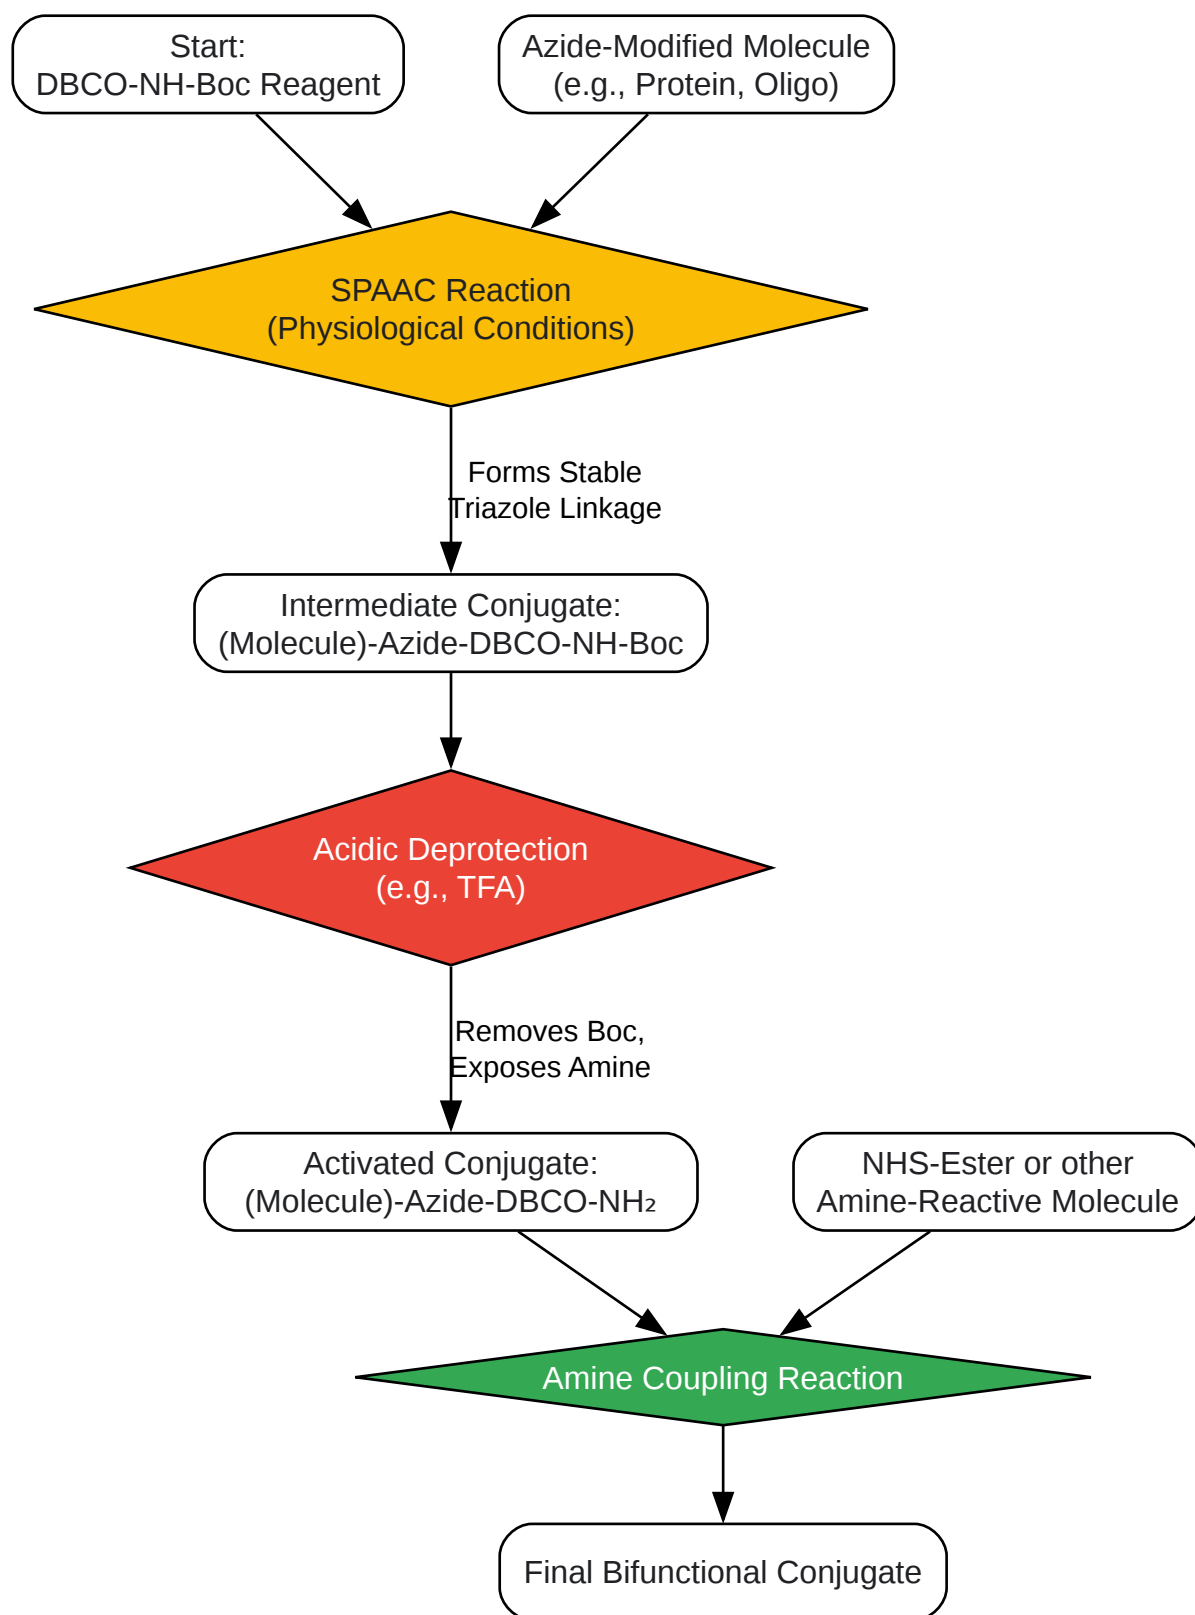 Start:
DBCO-NH-Boc Reagent
Azide-Modified Molecule
(e.g., Protein, Oligo)
SPAAC Reaction
(Physiological Conditions)
Forms Stable
Triazole Linkage
Intermediate Conjugate:
(Molecule)-Azide-DBCO-NH-Boc
Acidic Deprotection
(e.g., TFA)
Removes Boc,
Exposes Amine
Activated Conjugate:
(Molecule)-Azide-DBCO-NH₂
NHS-Ester or other
Amine-Reactive Molecule
Amine Coupling Reaction
Final Bifunctional Conjugate